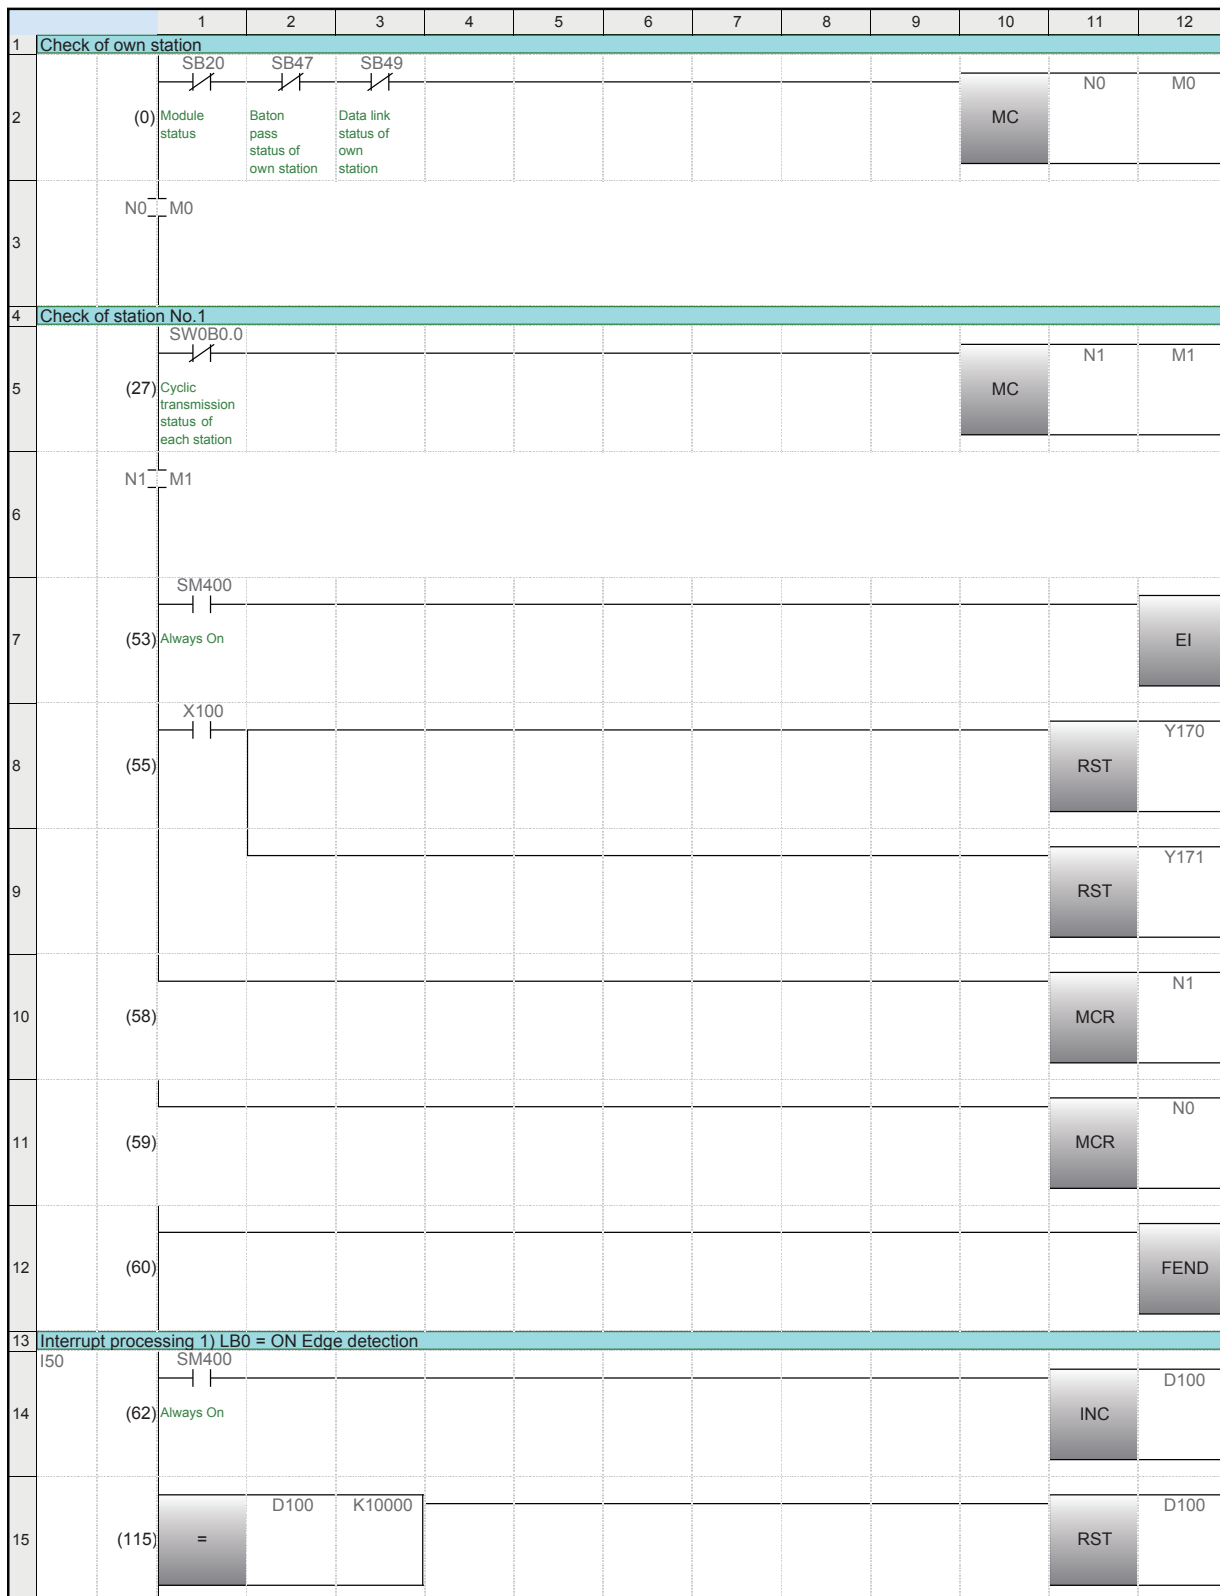 1 2 3 4 5 6 7 8 9 10 11 12
1 Check of own station
SB20 SB47 SB49
N0 M0
2 (0) Module status Baton pass status of own station Data link status of own station MC
N0 M0
3
4 Check of station No.1
SW0B0.0
N1 M1
5 (27) Cyclic transmission status of each station MC
N1 M1
6
SM400
7 (53) Always On EI
X100 Y170
8 (55) RST
Y171
9 RST
N1
10 (58) MCR
N0
11 (59) MCR
12 (60) FEND
13 Interrupt processing 1) LB0 = ON Edge detection
I50 SM400 D100
14 (62) Always On INC
D100 K10000 D100
15 (115) = RST